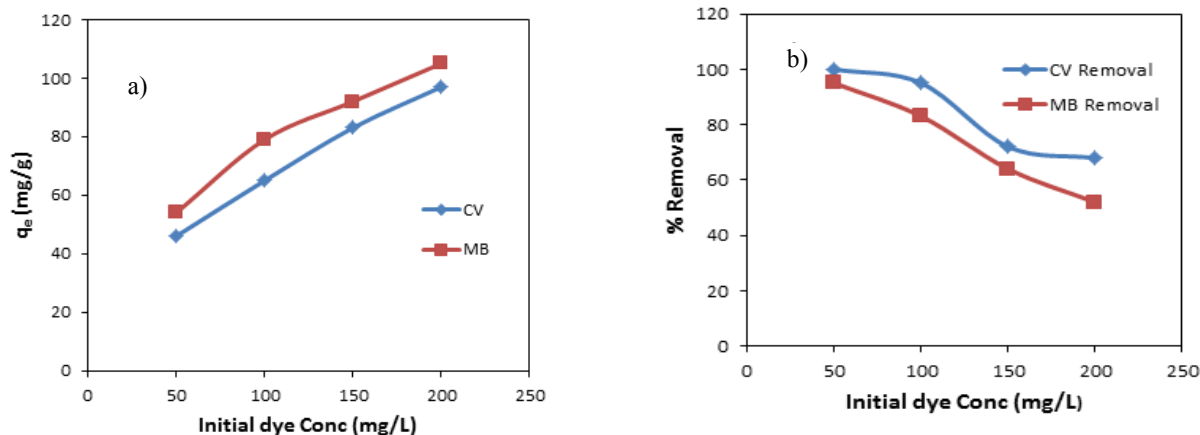 120
100
80
60
40
20
0
qe (mg/g)
a)
CV
MB
0 50 100 150 200 250
Initial dye Conc (mg/L)
120
100
80
60
40
20
0
% Removal
b)
CV Removal
MB Removal
0 50 100 150 200 250
Initial dye Conc (mg/L)